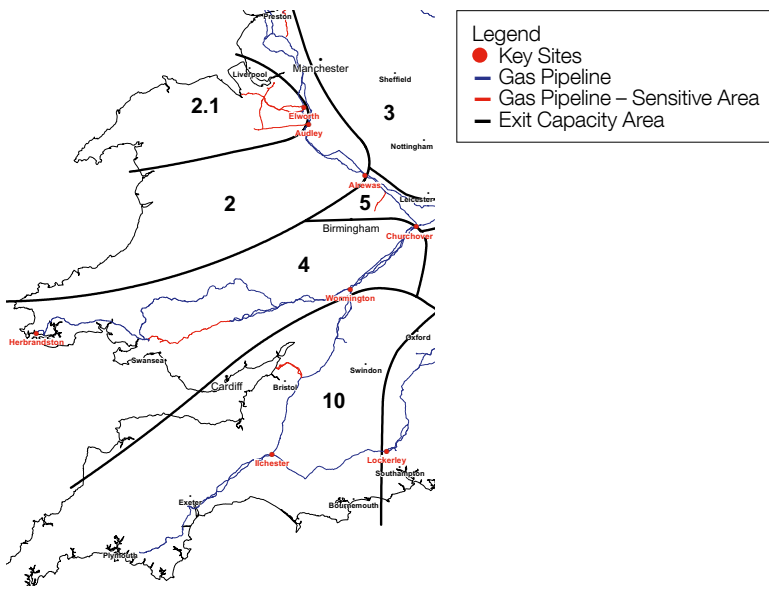 Preston
Manchester
Liverpool
Sheffield
2.1
3
Elworth
Audley
Nottingham
Alrewas
Leicester
2
5
Birmingham
Churchover
4
Wormington
Herbrandston
Oxford
Swansea
Swindon
Cardiff
Bristol
10
Ilchester
Lockerley
Southampton
Exeter
Bournemouth
Plymouth
Legend
Key Sites
Gas Pipeline
Gas Pipeline – Sensitive Area
Exit Capacity Area